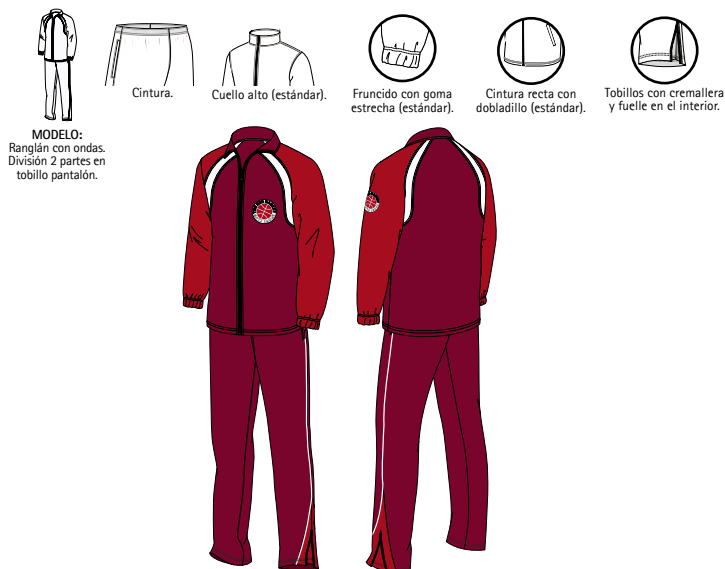 MODELO:
Ranglán con ondas.
División 2 partes en
tobillo pantalón.
Cintura.
Cuello alto (estándar).
Fruncido con goma
estrecha (estándar).
Cintura recta con
dobladillo (estándar).
Tobillos con cremallera
y fuelle en el interior.